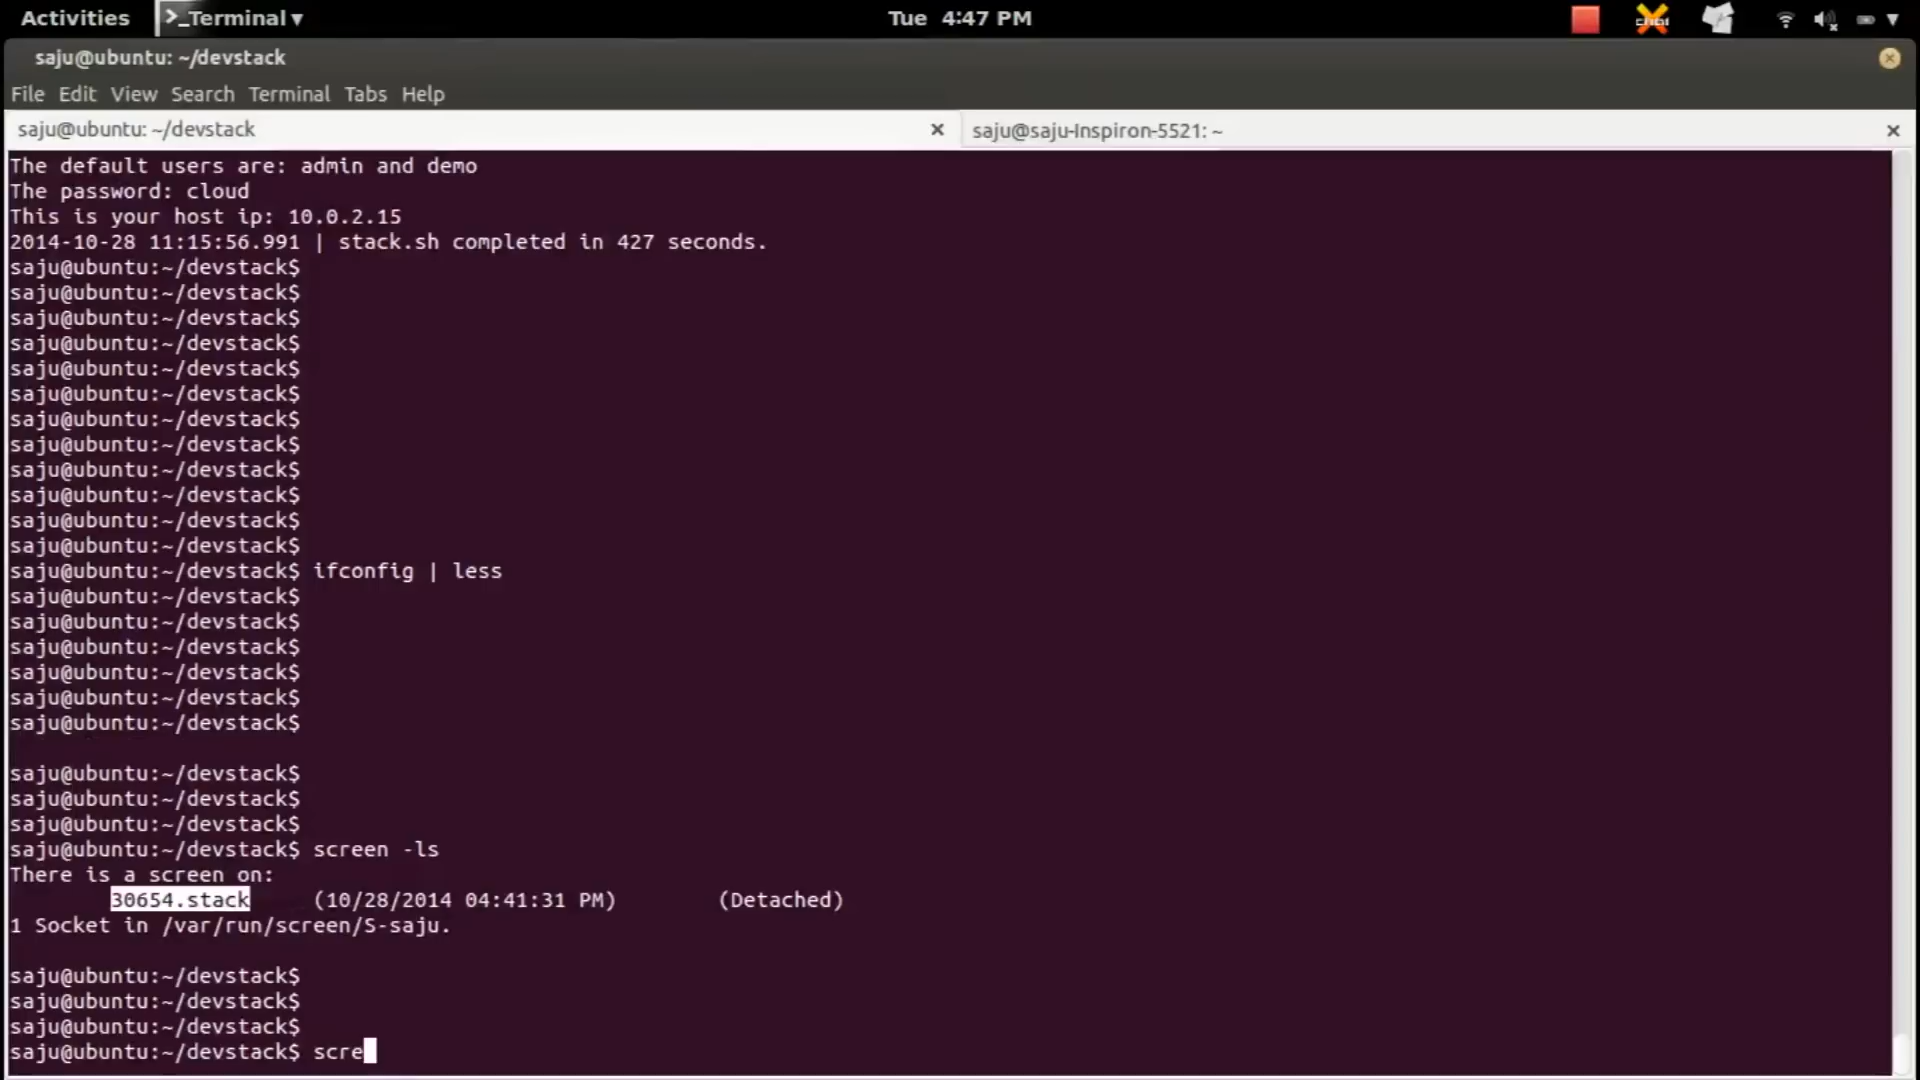 Activities >_Terminal ▾ Tue 4:47 PM
saju@ubuntu: ~/devstack
File Edit View Search Terminal Tabs Help
saju@ubuntu: ~/devstack × saju@saju-Inspiron-5521: ~ ×
The default users are: admin and demo
The password: cloud
This is your host ip: 10.0.2.15
2014-10-28 11:15:56.991 | stack.sh completed in 427 seconds.
saju@ubuntu:~/devstack$
saju@ubuntu:~/devstack$
saju@ubuntu:~/devstack$
saju@ubuntu:~/devstack$
saju@ubuntu:~/devstack$
saju@ubuntu:~/devstack$
saju@ubuntu:~/devstack$
saju@ubuntu:~/devstack$
saju@ubuntu:~/devstack$
saju@ubuntu:~/devstack$
saju@ubuntu:~/devstack$
saju@ubuntu:~/devstack$
saju@ubuntu:~/devstack$ ifconfig | less
saju@ubuntu:~/devstack$
saju@ubuntu:~/devstack$
saju@ubuntu:~/devstack$
saju@ubuntu:~/devstack$
saju@ubuntu:~/devstack$
saju@ubuntu:~/devstack$
saju@ubuntu:~/devstack$
saju@ubuntu:~/devstack$
saju@ubuntu:~/devstack$
saju@ubuntu:~/devstack$ screen -ls
There is a screen on:
30654.stack (10/28/2014 04:41:31 PM) (Detached)
1 Socket in /var/run/screen/S-saju.
saju@ubuntu:~/devstack$
saju@ubuntu:~/devstack$
saju@ubuntu:~/devstack$
saju@ubuntu:~/devstack$ scre